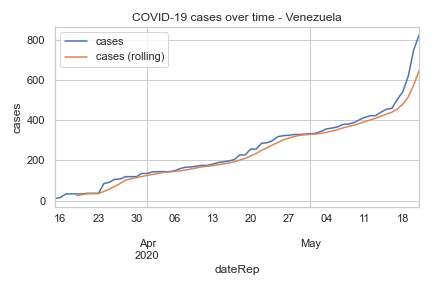 COVID-19 cases over time - Venezuela
cases
cases (rolling)
800
600
400
200
0
cases
16 23 30 06 13 20 27 04 11 18
Apr May
2020
dateRep